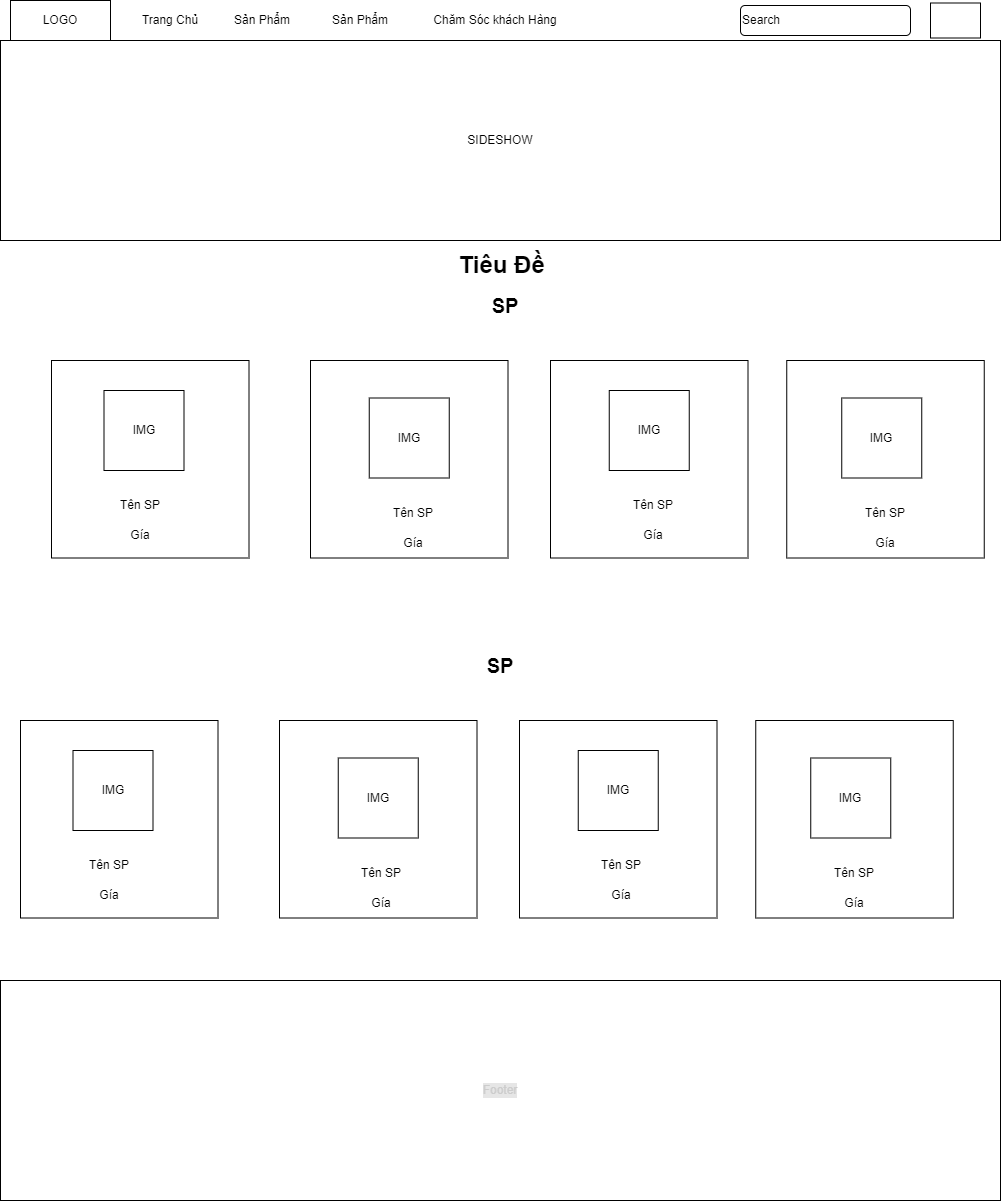 LOGO
Trang Chủ
Sản Phẩm
Sản Phẩm
Chăm Sóc khách Hàng
Search
SIDESHOW
Tiêu Đề
SP
IMG
Tên SP
Gía
IMG
Tên SP
Gía
IMG
Tên SP
Gía
IMG
Tên SP
Gía
SP
IMG
Tên SP
Gía
IMG
Tên SP
Gía
IMG
Tên SP
Gía
IMG
Tên SP
Gía
Footer